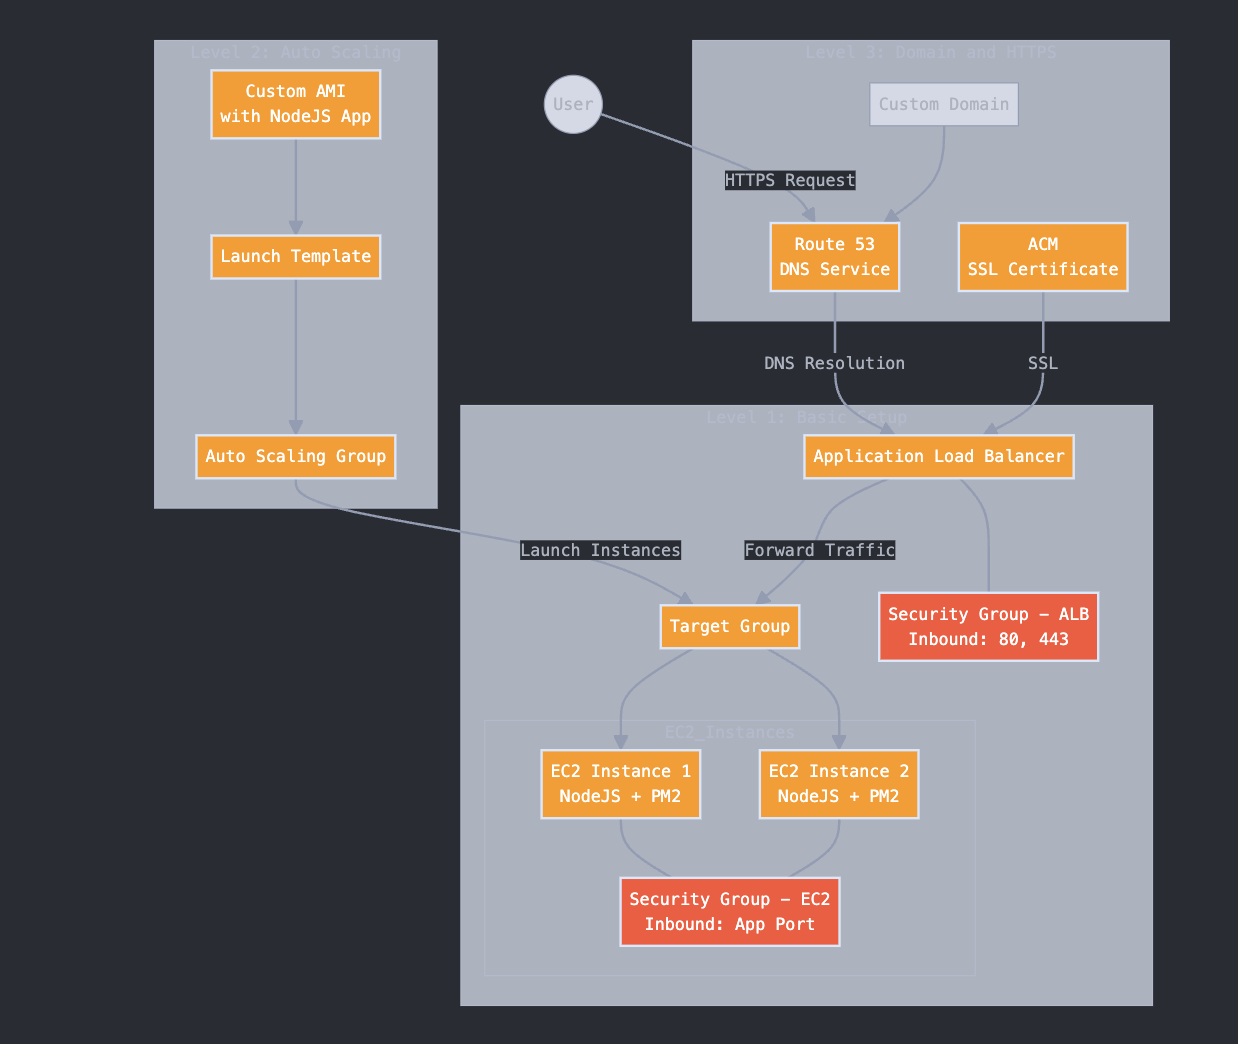 Level 2: Auto Scaling
Custom AMI
with NodeJS App
Launch Template
Auto Scaling Group
User
Level 3: Domain and HTTPS
Custom Domain
HTTPS Request
Route 53
DNS Service
ACM
SSL Certificate
DNS Resolution
SSL
Level 1: Basic Setup
Application Load Balancer
Launch Instances
Forward Traffic
Target Group
Security Group - ALB
Inbound: 80, 443
EC2_Instances
EC2 Instance 1
NodeJS + PM2
EC2 Instance 2
NodeJS + PM2
Security Group - EC2
Inbound: App Port